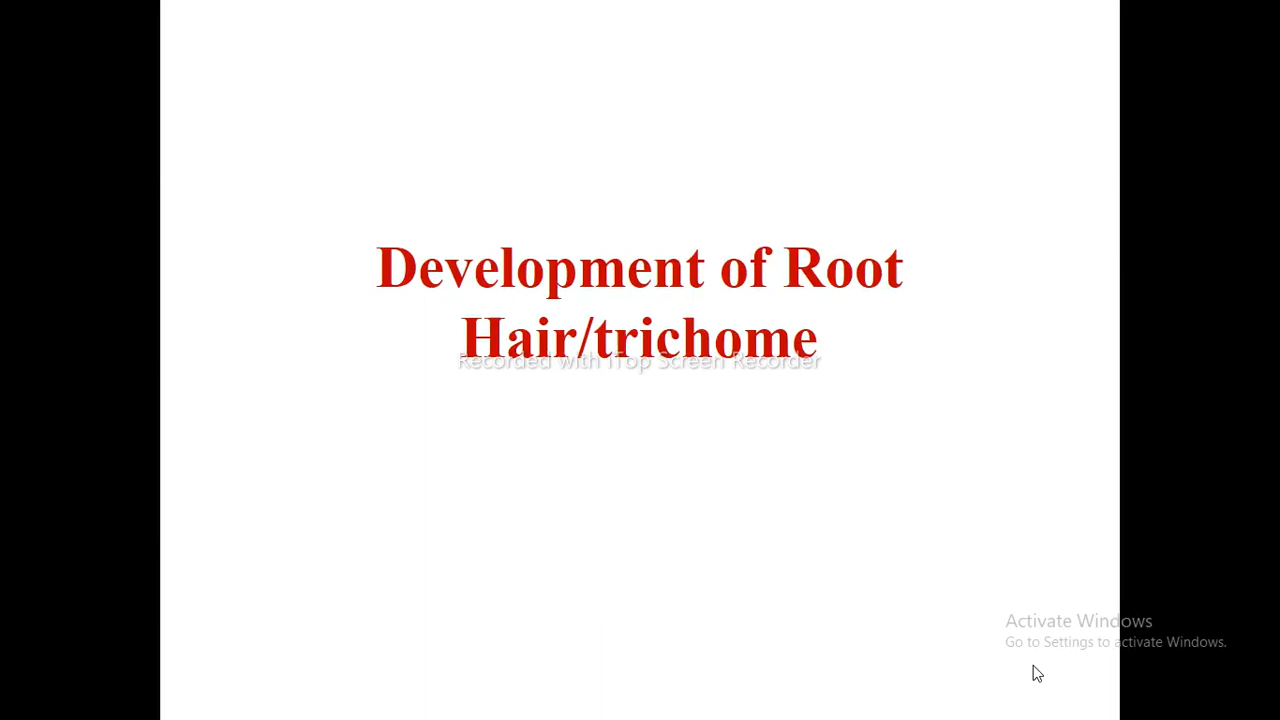 Development of Root
Hair/trichome
Recorded with iTop Screen Recorder
Activate Windows
Go to Settings to activate Windows.